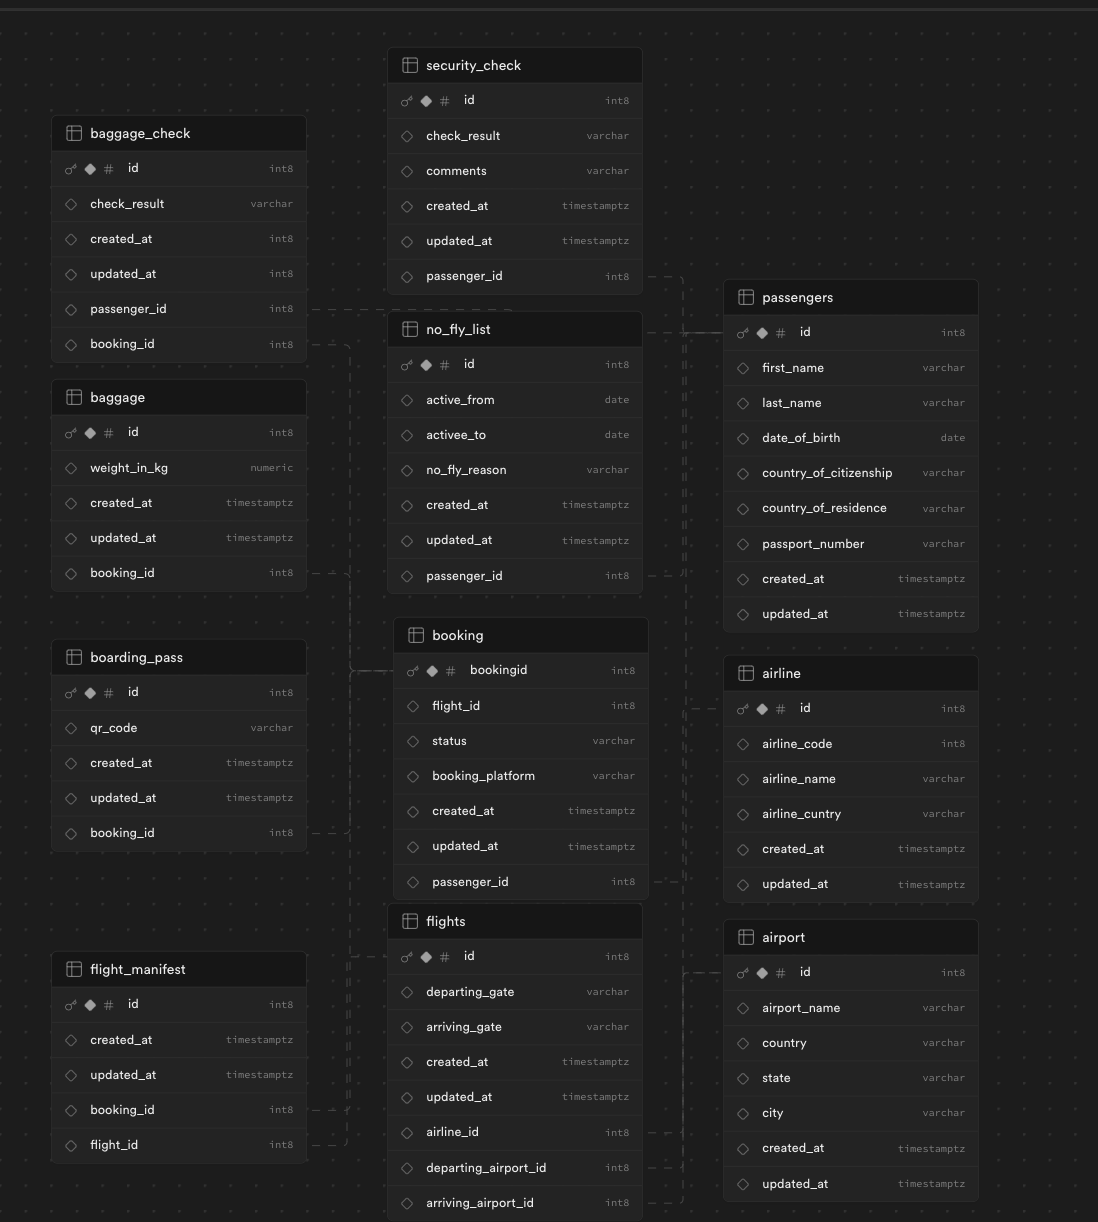 security_check
id int8
check_result varchar
comments varchar
created_at timestamptz
updated_at timestamptz
passenger_id int8
baggage_check
id int8
check_result varchar
created_at int8
updated_at int8
passenger_id int8
booking_id int8
baggage
id int8
weight_in_kg numeric
created_at timestamptz
updated_at timestamptz
booking_id int8
no_fly_list
id int8
active_from date
activee_to date
no_fly_reason varchar
created_at timestamptz
updated_at timestamptz
passenger_id int8
passengers
id int8
first_name varchar
last_name varchar
date_of_birth date
country_of_citizenship varchar
country_of_residence varchar
passport_number varchar
created_at timestamptz
updated_at timestamptz
boarding_pass
id int8
qr_code varchar
created_at timestamptz
updated_at timestamptz
booking_id int8
booking
bookingid int8
flight_id int8
status varchar
booking_platform varchar
created_at timestamptz
updated_at timestamptz
passenger_id int8
airline
id int8
airline_code int8
airline_name varchar
airline_cuntry varchar
created_at timestamptz
updated_at timestamptz
flight_manifest
id int8
created_at timestamptz
updated_at timestamptz
booking_id int8
flight_id int8
flights
id int8
departing_gate varchar
arriving_gate varchar
created_at timestamptz
updated_at timestamptz
airline_id int8
departing_airport_id int8
arriving_airport_id int8
airport
id int8
airport_name varchar
country varchar
state varchar
city varchar
created_at timestamptz
updated_at timestamptz